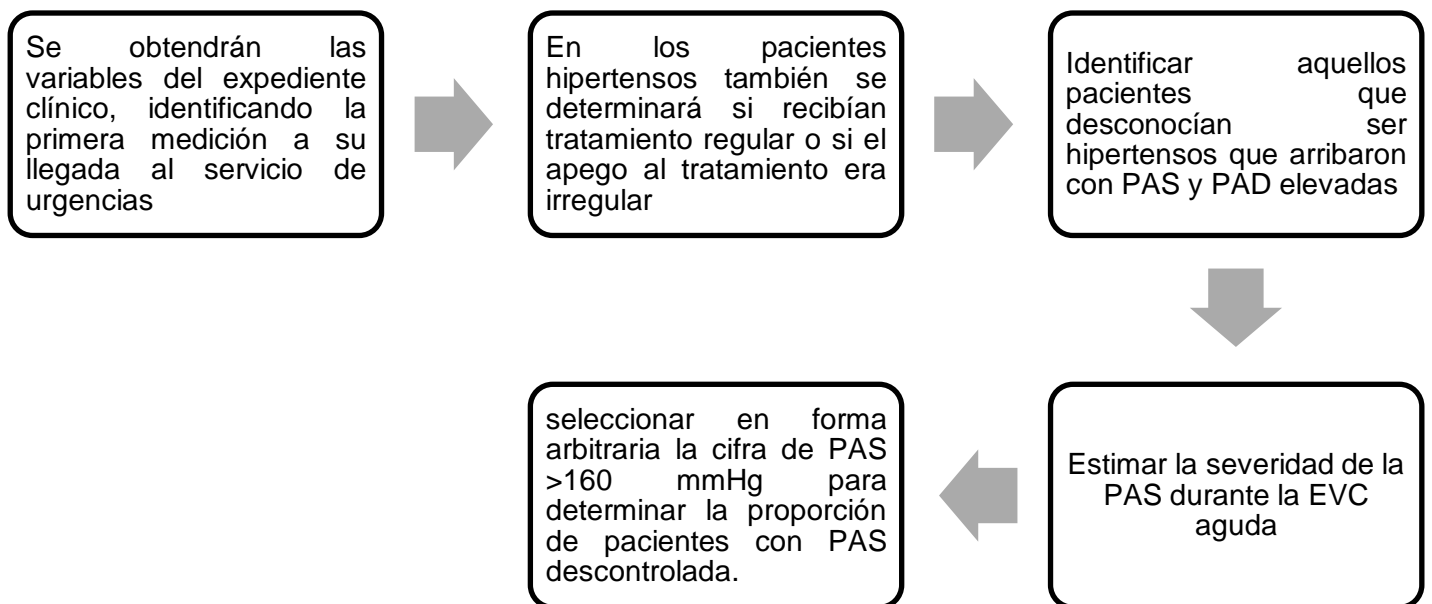 Se obtendrán las
variables del expediente
clínico, identificando la
primera medición a su
llegada al servicio de
urgencias
En los pacientes
hipertensos también se
determinará si recibían
tratamiento regular o si el
apego al tratamiento era
irregular
Identificar aquellos
pacientes que
desconocían ser
hipertensos que arribaron
con PAS y PAD elevadas
Estimar la severidad de la
PAS durante la EVC
aguda
seleccionar en forma
arbitraria la cifra de PAS
>160 mmHg para
determinar la proporción
de pacientes con PAS
descontrolada.